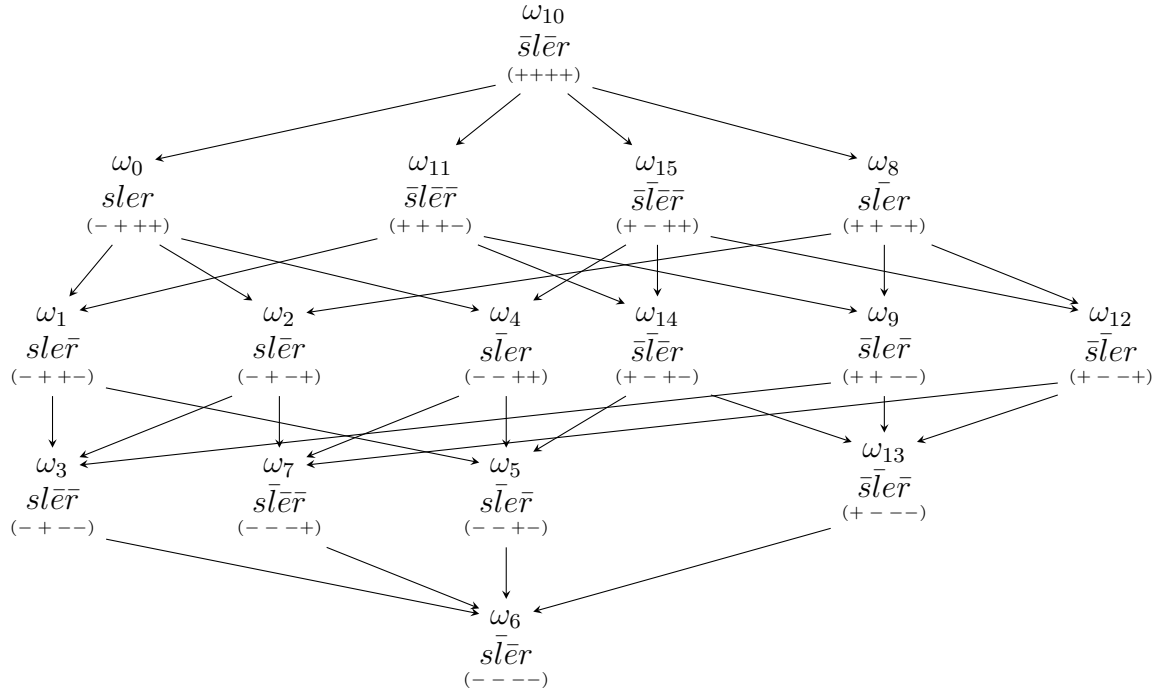 ω₁₀
s̄lēr
(++++)
ω₀ ω₁₁ ω₁₅ ω₈
sler s̄lēr̄ s̄l̄ēr̄ sl̄er
(−+++) (+++−) (+−++) (++−+)
ω₁ ω₂ ω₄ ω₁₄ ω₉ ω₁₂
sler̄ slēr sl̄er s̄l̄ēr s̄ler̄ s̄l̄er
(−++−) (−+−+) (−−++) (+−+−) (++−−) (+−−+)
ω₃ ω₇ ω₅ ω₁₃
slēr̄ sl̄ēr̄ sl̄er̄ s̄l̄er̄
(−+−−) (−−−+) (−−+−) (+−−−)
ω₆
sl̄ēr
(−−−−)